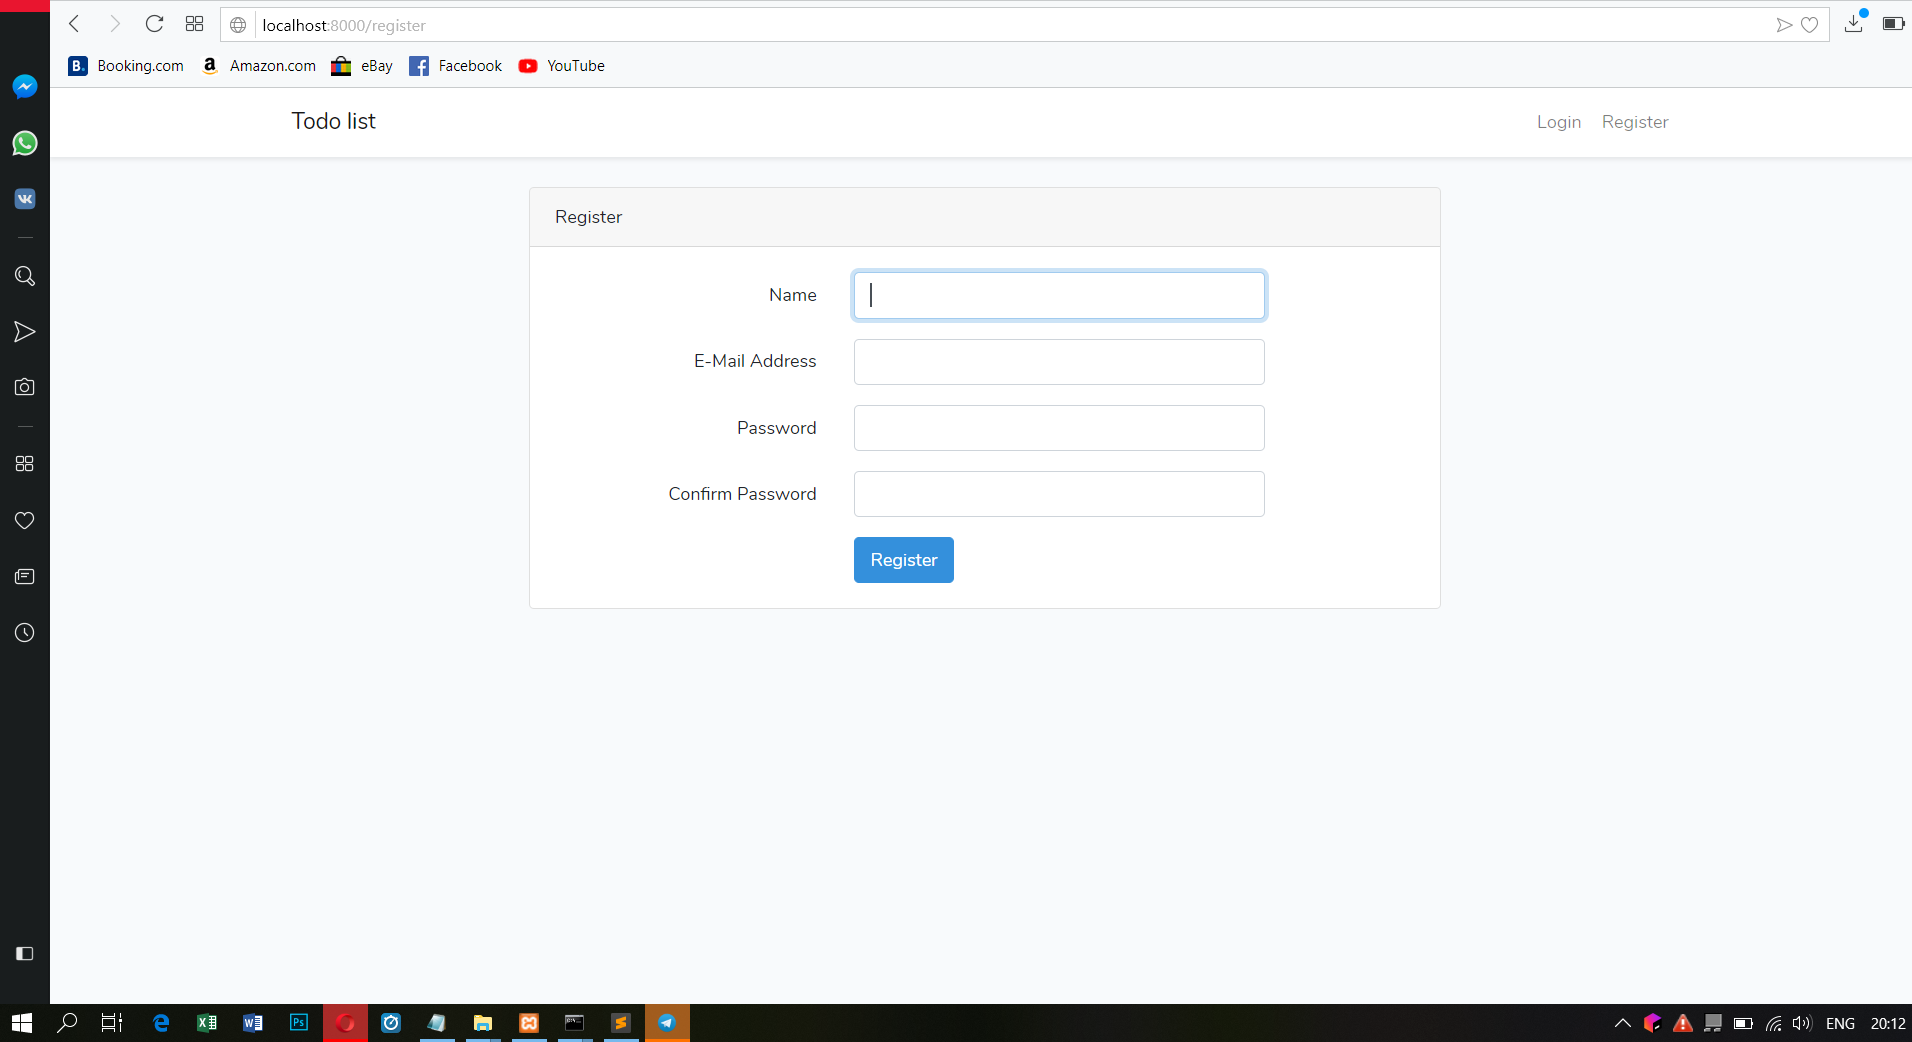 localhost:8000/register
Booking.com Amazon.com eBay Facebook YouTube
Todo list Login Register
Register
Name
E-Mail Address
Password
Confirm Password
Register
ENG 20:12